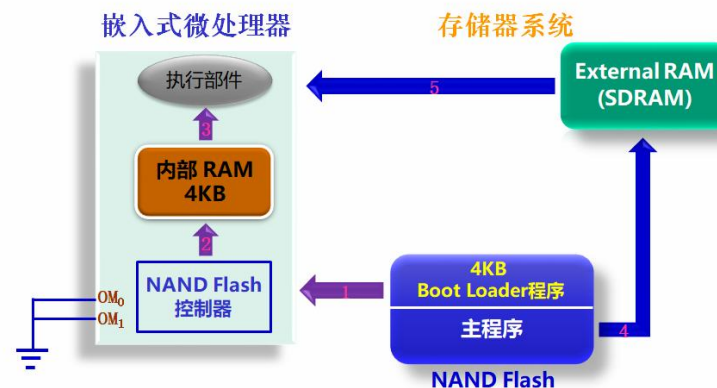 嵌入式微处理器
存储器系统
执行部件
External RAM
(SDRAM)
5
3
内部 RAM
4KB
2
NAND Flash
控制器
OM0
OM1
1
4KB
Boot Loader程序
主程序
4
NAND Flash